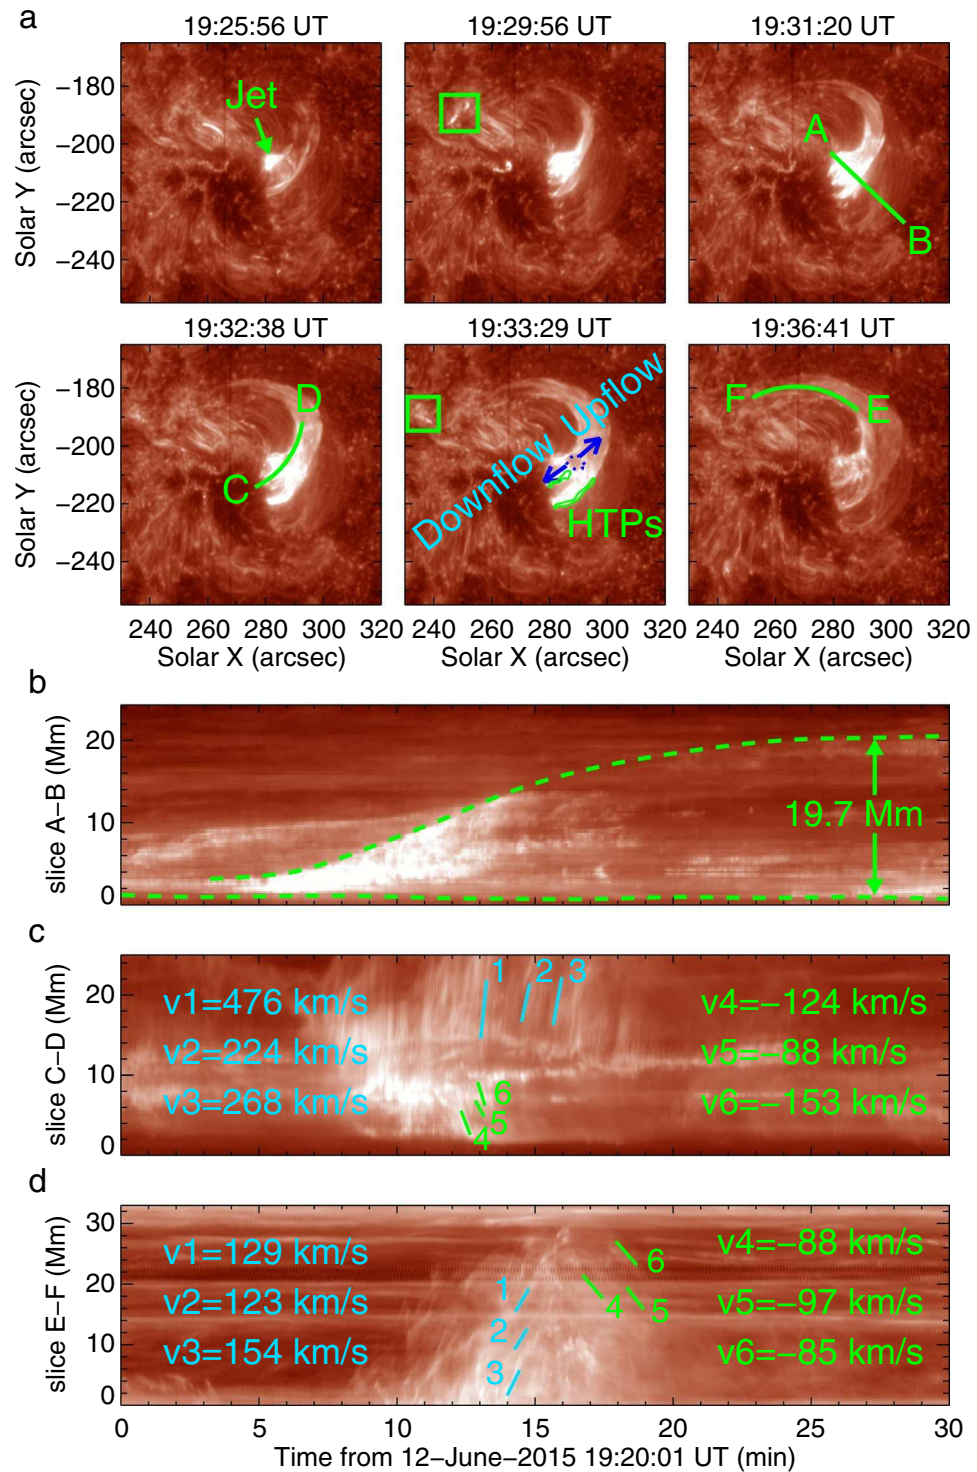 a
19:25:56 UT 19:29:56 UT 19:31:20 UT
Solar Y (arcsec)
−180
−200
−220
−240
Jet
A
B
19:32:38 UT 19:33:29 UT 19:36:41 UT
Solar Y (arcsec)
−180
−200
−220
−240
D
C
Downflow Upflow
HTPs
F
E
240 260 280 300 320 240 260 280 300 320 240 260 280 300 320
Solar X (arcsec) Solar X (arcsec) Solar X (arcsec)
b
slice A−B (Mm)
20
10
0
19.7 Mm
c
slice C−D (Mm)
20
10
0
v1=476 km/s
v2=224 km/s
v3=268 km/s
1 2 3
6
5
4
v4=−124 km/s
v5=−88 km/s
v6=−153 km/s
d
slice E−F (Mm)
30
20
10
0
v1=129 km/s
v2=123 km/s
v3=154 km/s
1
2
3
6
4 5
v4=−88 km/s
v5=−97 km/s
v6=−85 km/s
0 5 10 15 20 25 30
Time from 12−June−2015 19:20:01 UT (min)